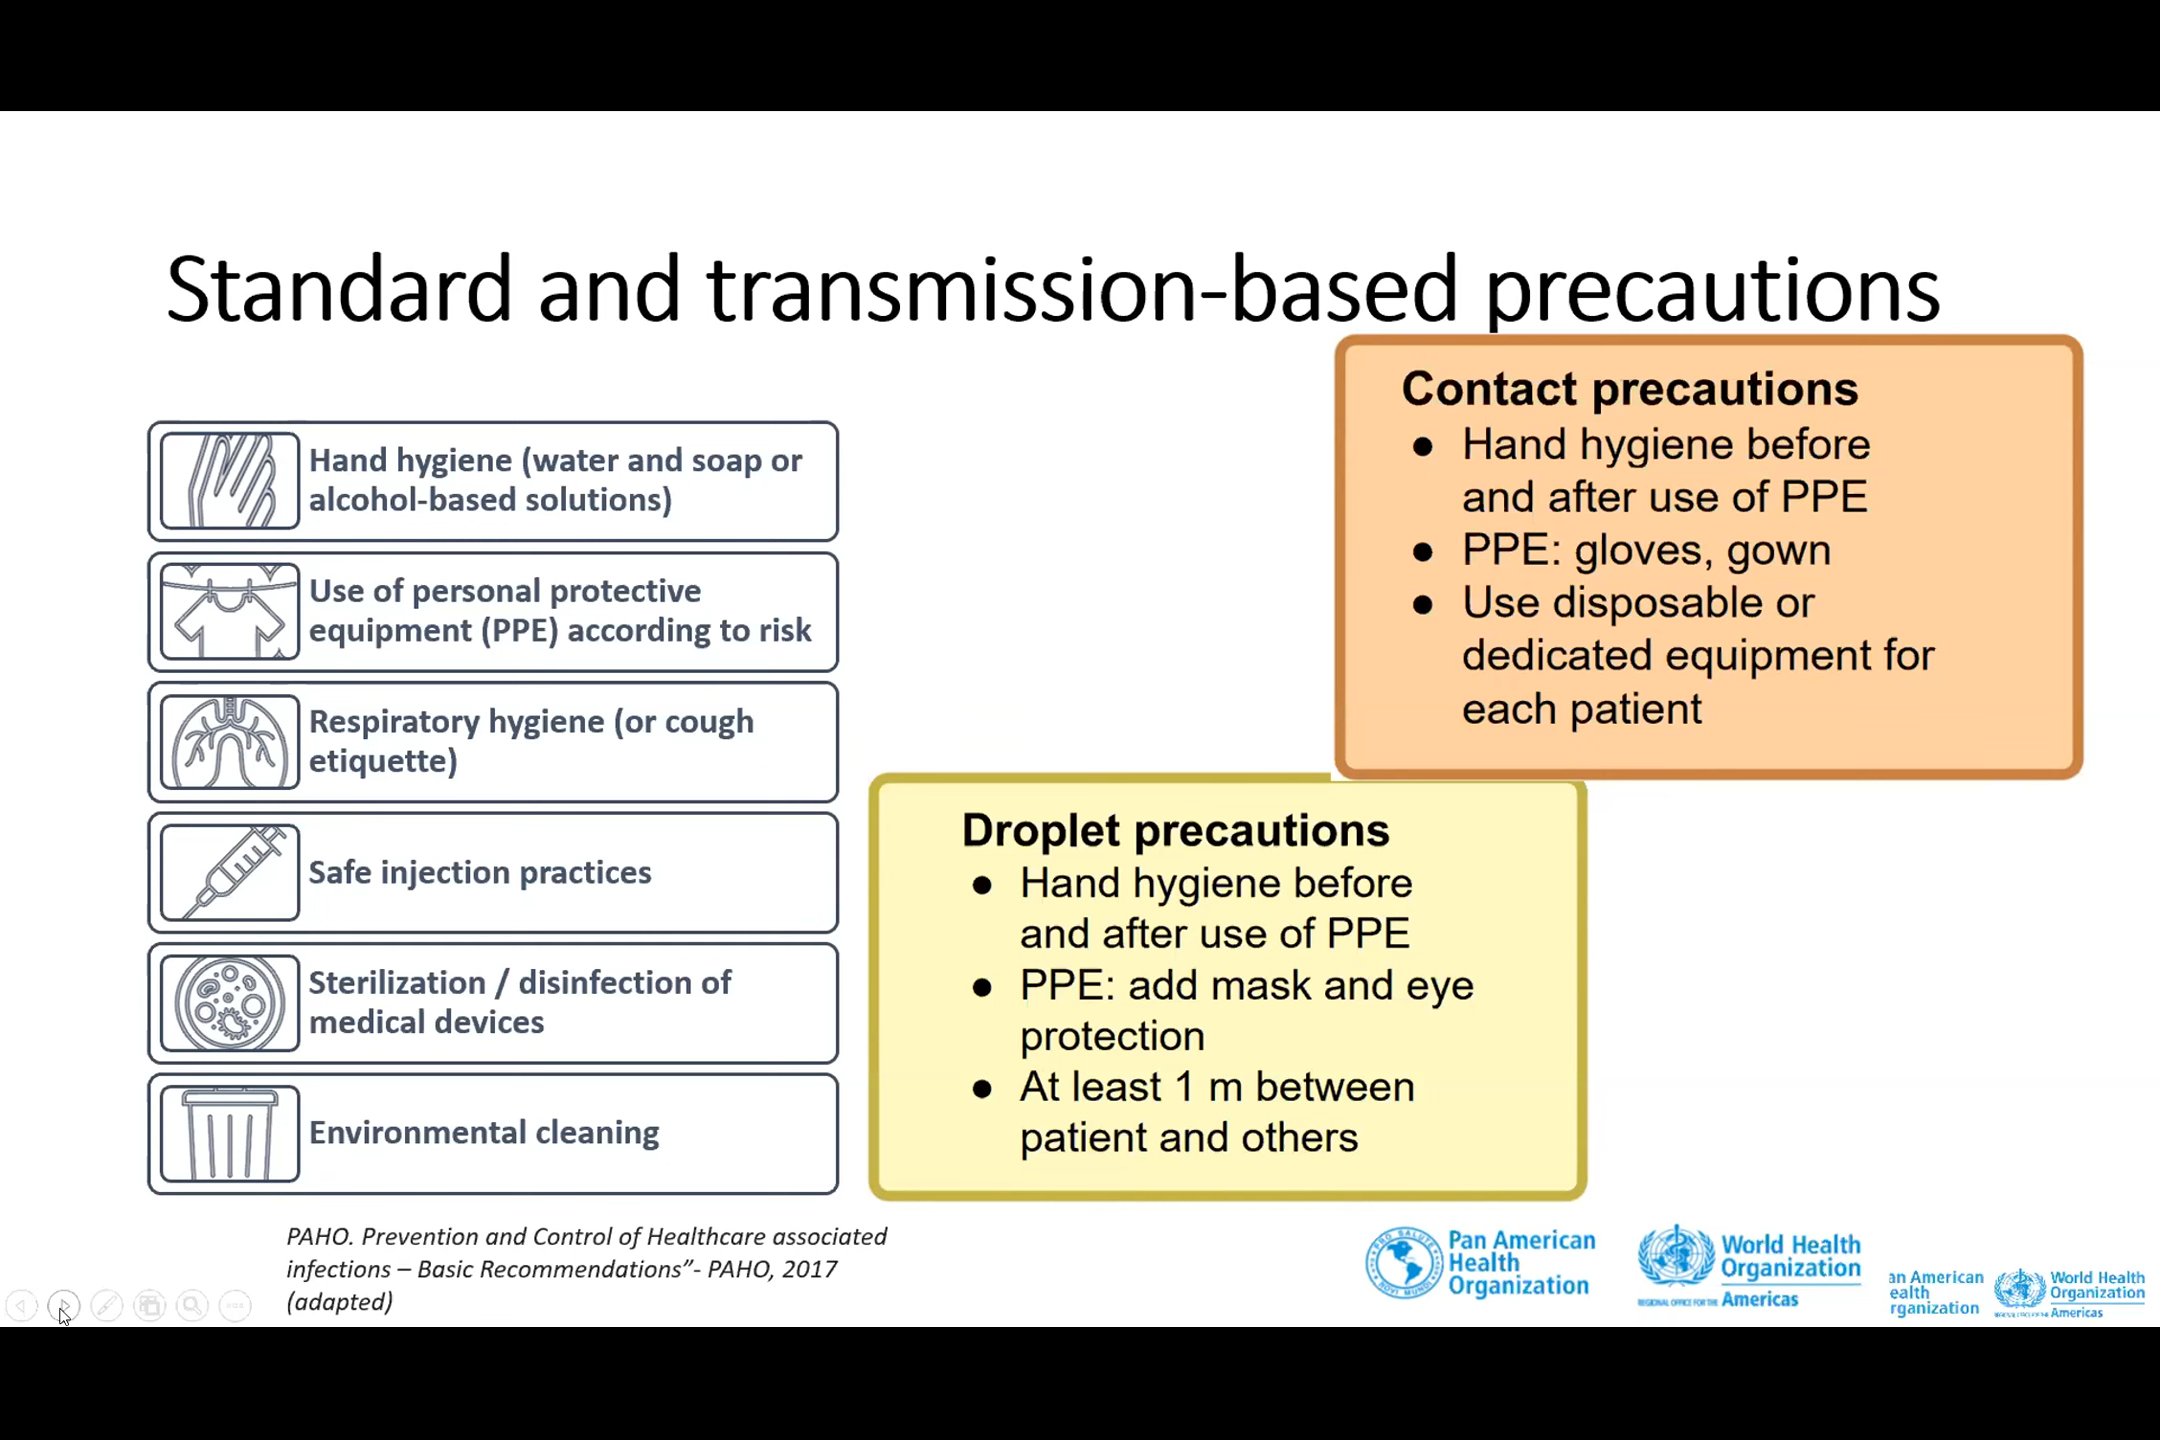 Standard and transmission-based precautions
Hand hygiene (water and soap or
alcohol-based solutions)
Use of personal protective
equipment (PPE) according to risk
Respiratory hygiene (or cough
etiquette)
Safe injection practices
Sterilization / disinfection of
medical devices
Environmental cleaning
Contact precautions
● Hand hygiene before
and after use of PPE
● PPE: gloves, gown
● Use disposable or
dedicated equipment for
each patient
Droplet precautions
● Hand hygiene before
and after use of PPE
● PPE: add mask and eye
protection
● At least 1 m between
patient and others
PAHO. Prevention and Control of Healthcare associated
infections – Basic Recommendations”- PAHO, 2017
(adapted)
Pan American
Health
Organization
World Health
Organization
REGIONAL OFFICE FOR THE Americas
an American
ealth
rganization
World Health
Organization
Americas